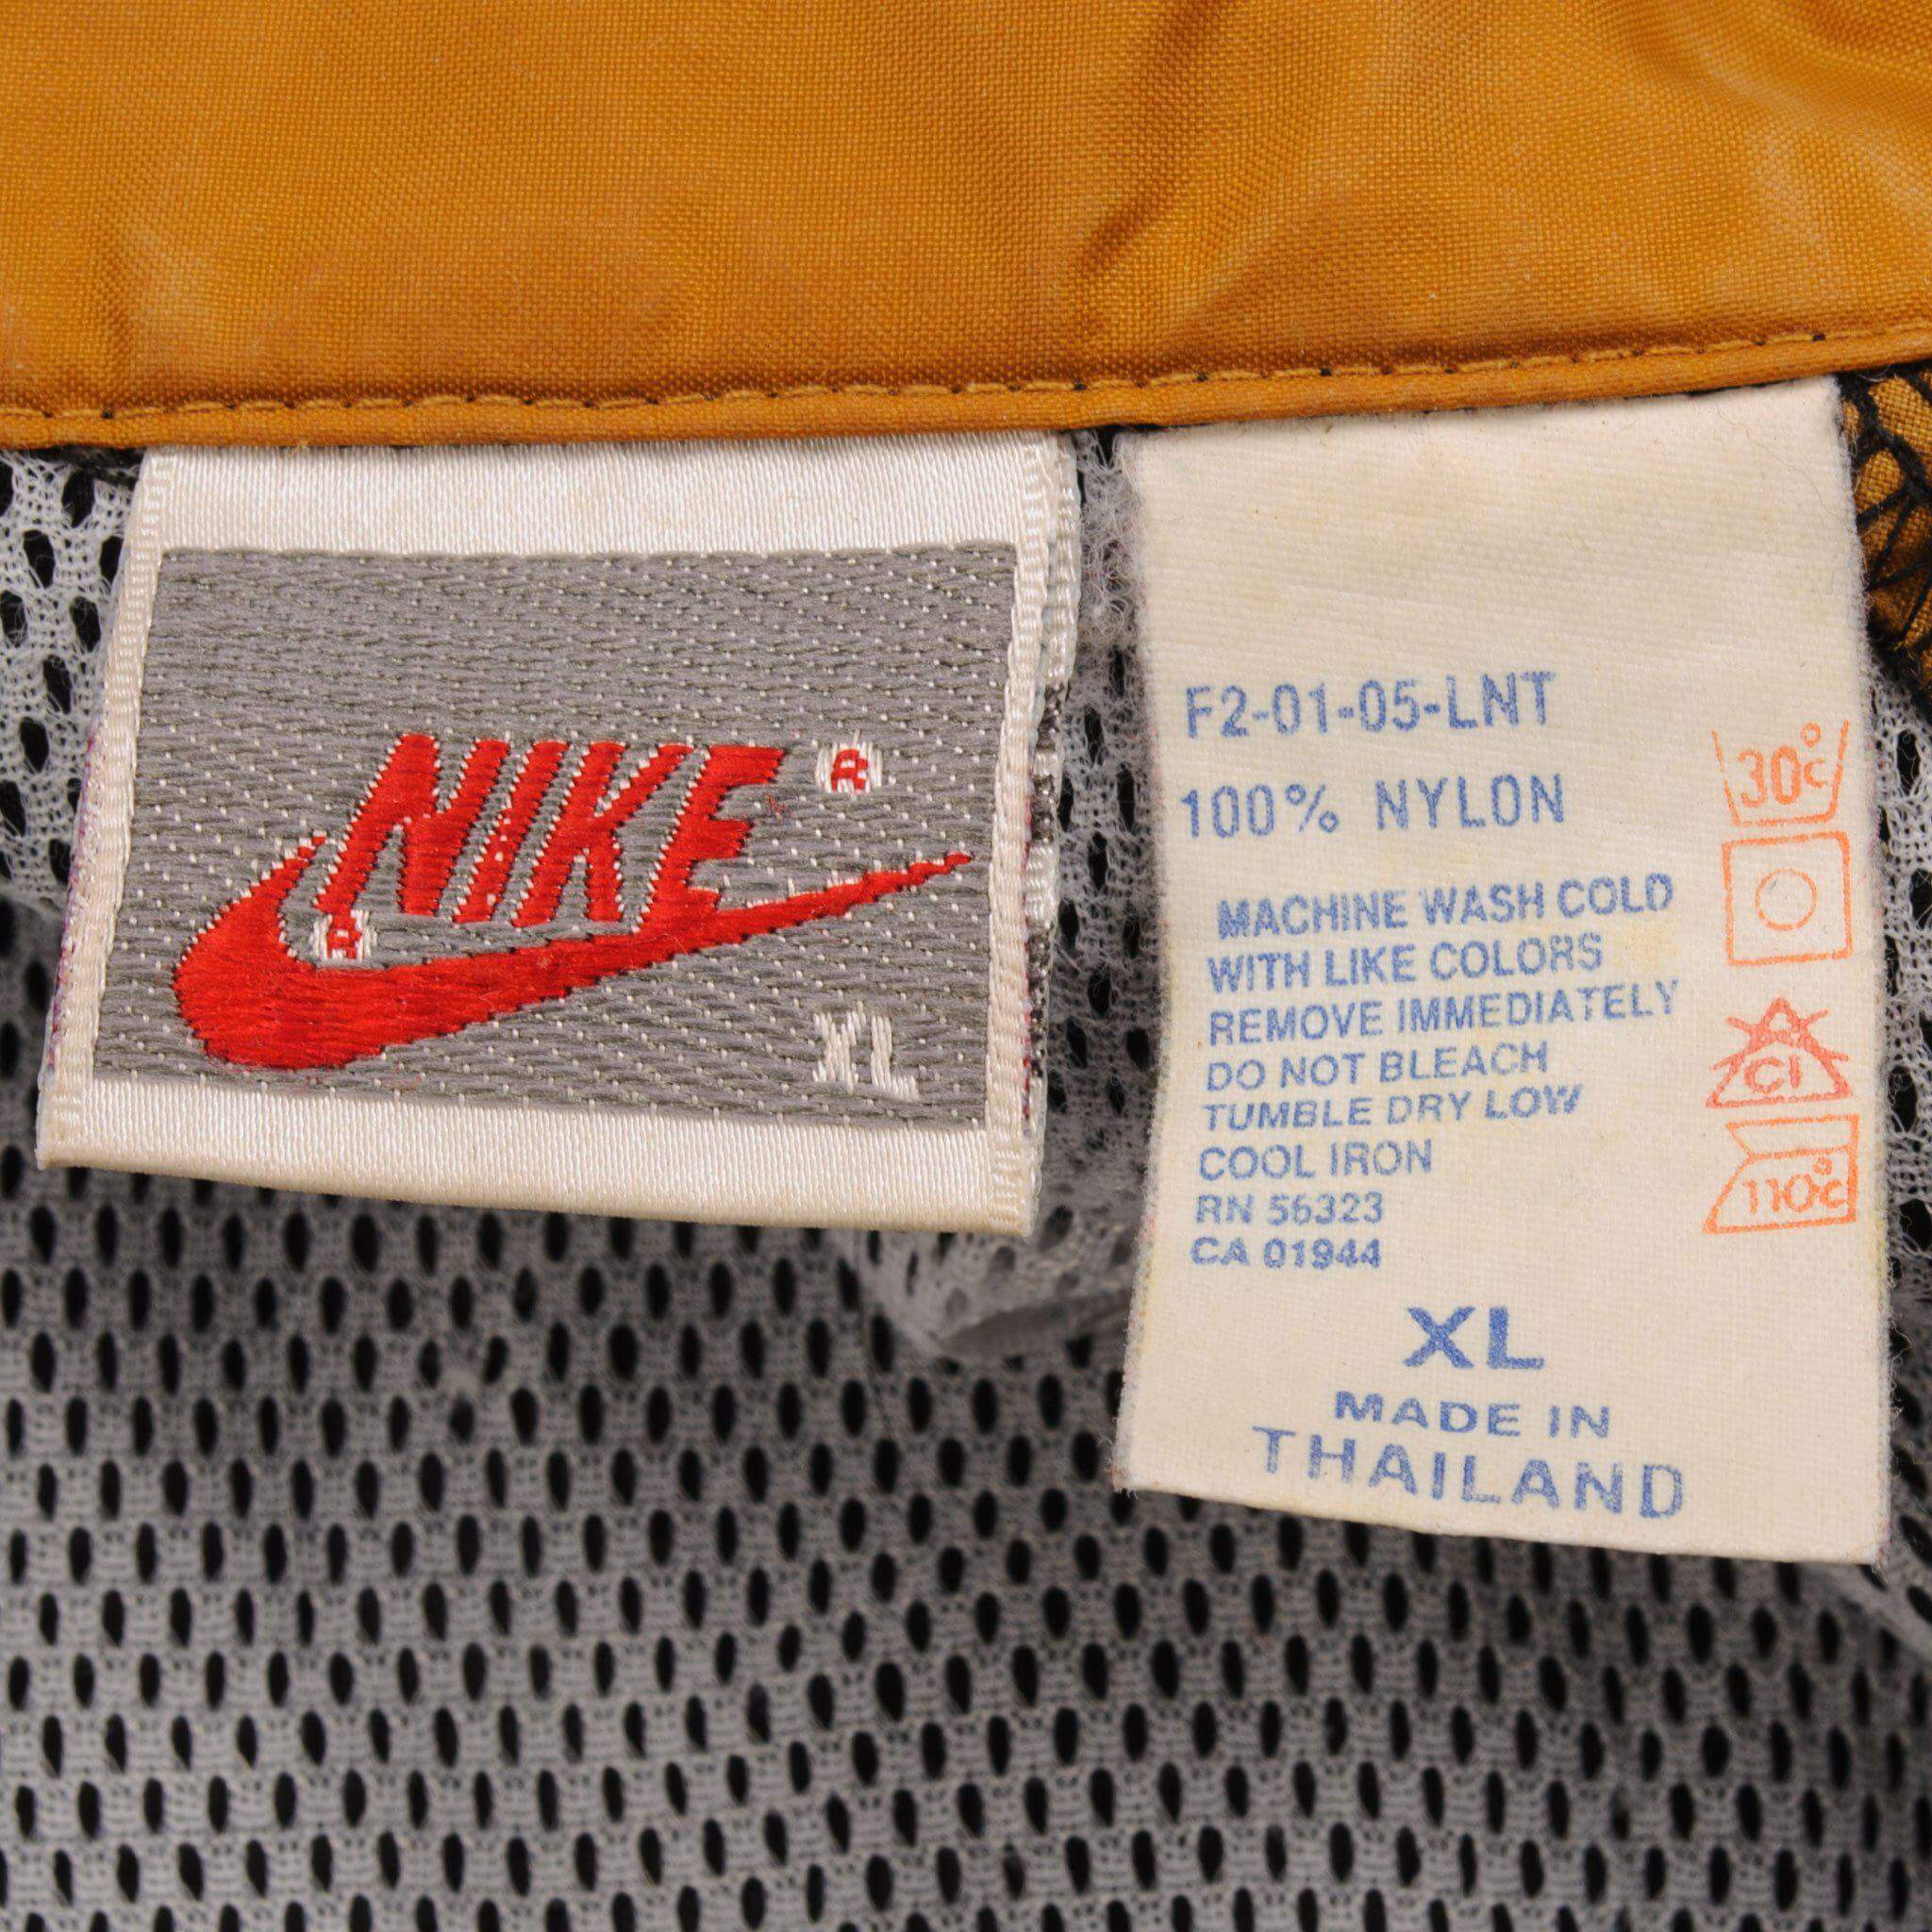 NIKE®
®
XL
F2-01-05-LNT
100% NYLON
MACHINE WASH COLD
WITH LIKE COLORS
REMOVE IMMEDIATELY
DO NOT BLEACH
TUMBLE DRY LOW
COOL IRON
RN 56323
CA 01944
XL
MADE IN
THAILAND
30°C
Cl
110°C